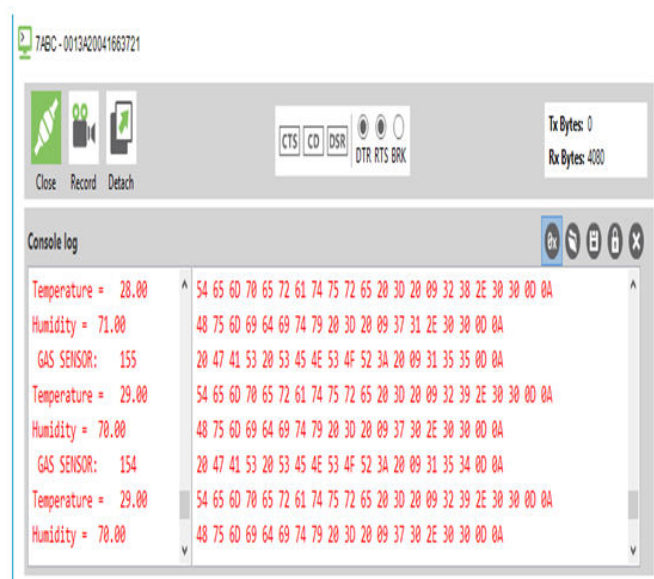 7ABC - 0013A20041663721
Close Record Detach
CTS CD DSR DTR RTS BRK
Tx Bytes: 0
Rx Bytes: 4080
Console log
0x
Temperature = 28.00 54 65 6D 70 65 72 61 74 75 72 65 20 3D 20 09 32 38 2E 30 30 0D 0A
Humidity = 71.00 48 75 6D 69 64 69 74 79 20 3D 20 09 37 31 2E 30 30 0D 0A
GAS SENSOR: 155 20 47 41 53 20 53 45 4E 53 4F 52 3A 20 09 31 35 35 0D 0A
Temperature = 29.00 54 65 6D 70 65 72 61 74 75 72 65 20 3D 20 09 32 39 2E 30 30 0D 0A
Humidity = 70.00 48 75 6D 69 64 69 74 79 20 3D 20 09 37 30 2E 30 30 0D 0A
GAS SENSOR: 154 20 47 41 53 20 53 45 4E 53 4F 52 3A 20 09 31 35 34 0D 0A
Temperature = 29.00 54 65 6D 70 65 72 61 74 75 72 65 20 3D 20 09 32 39 2E 30 30 0D 0A
Humidity = 70.00 48 75 6D 69 64 69 74 79 20 3D 20 09 37 30 2E 30 30 0D 0A